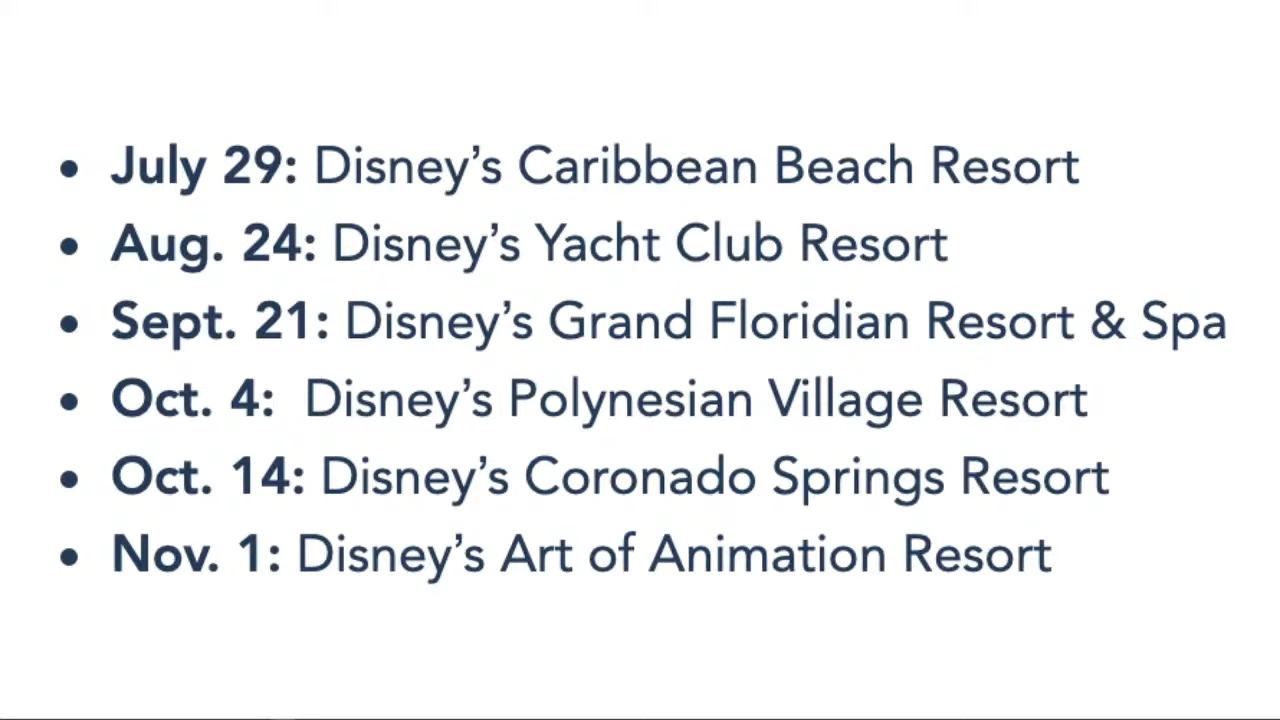 • July 29: Disney’s Caribbean Beach Resort
• Aug. 24: Disney’s Yacht Club Resort
• Sept. 21: Disney’s Grand Floridian Resort & Spa
• Oct. 4:  Disney’s Polynesian Village Resort
• Oct. 14: Disney’s Coronado Springs Resort
• Nov. 1: Disney’s Art of Animation Resort